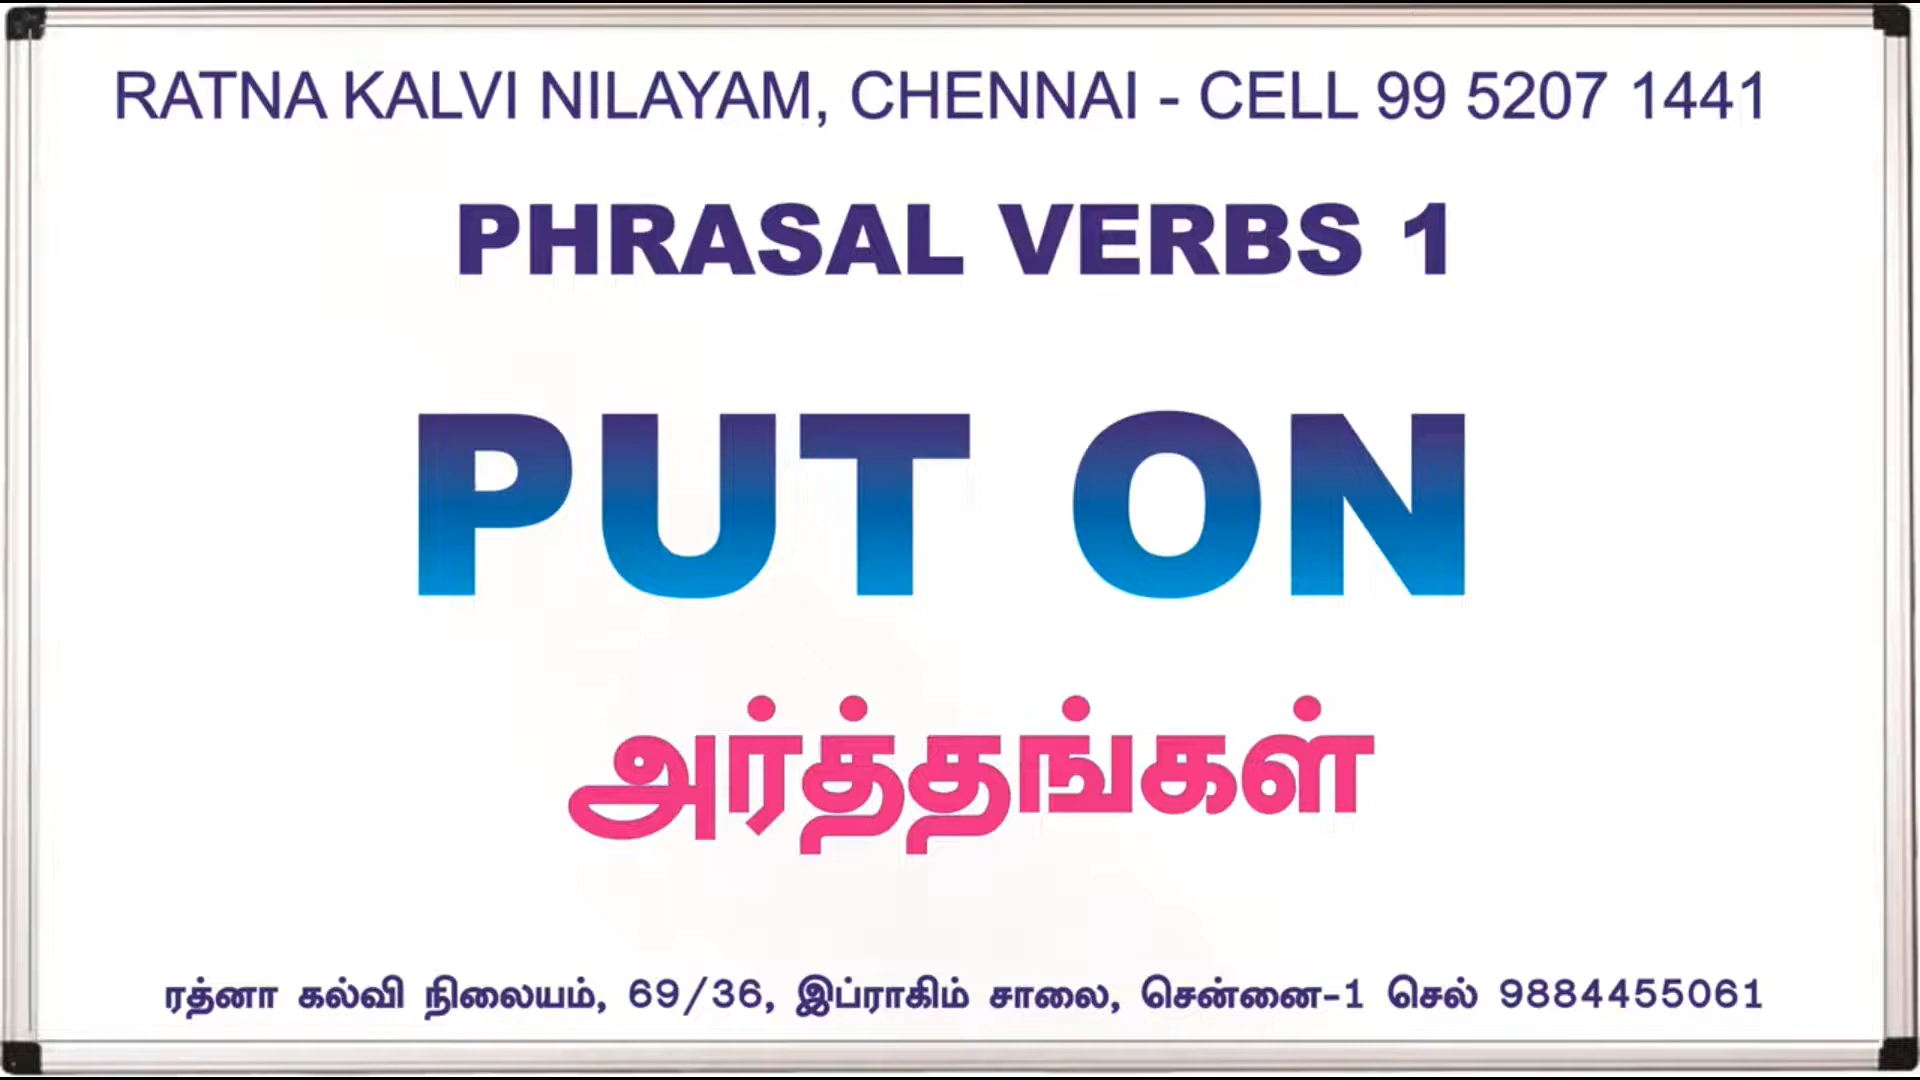 RATNA KALVI NILAYAM, CHENNAI - CELL 99 5207 1441
PHRASAL VERBS 1
PUT ON
அர்த்தங்கள்
ரத்னா கல்வி நிலையம், 69/36, இப்ராகிம் சாலை, சென்னை-1 செல் 9884455061